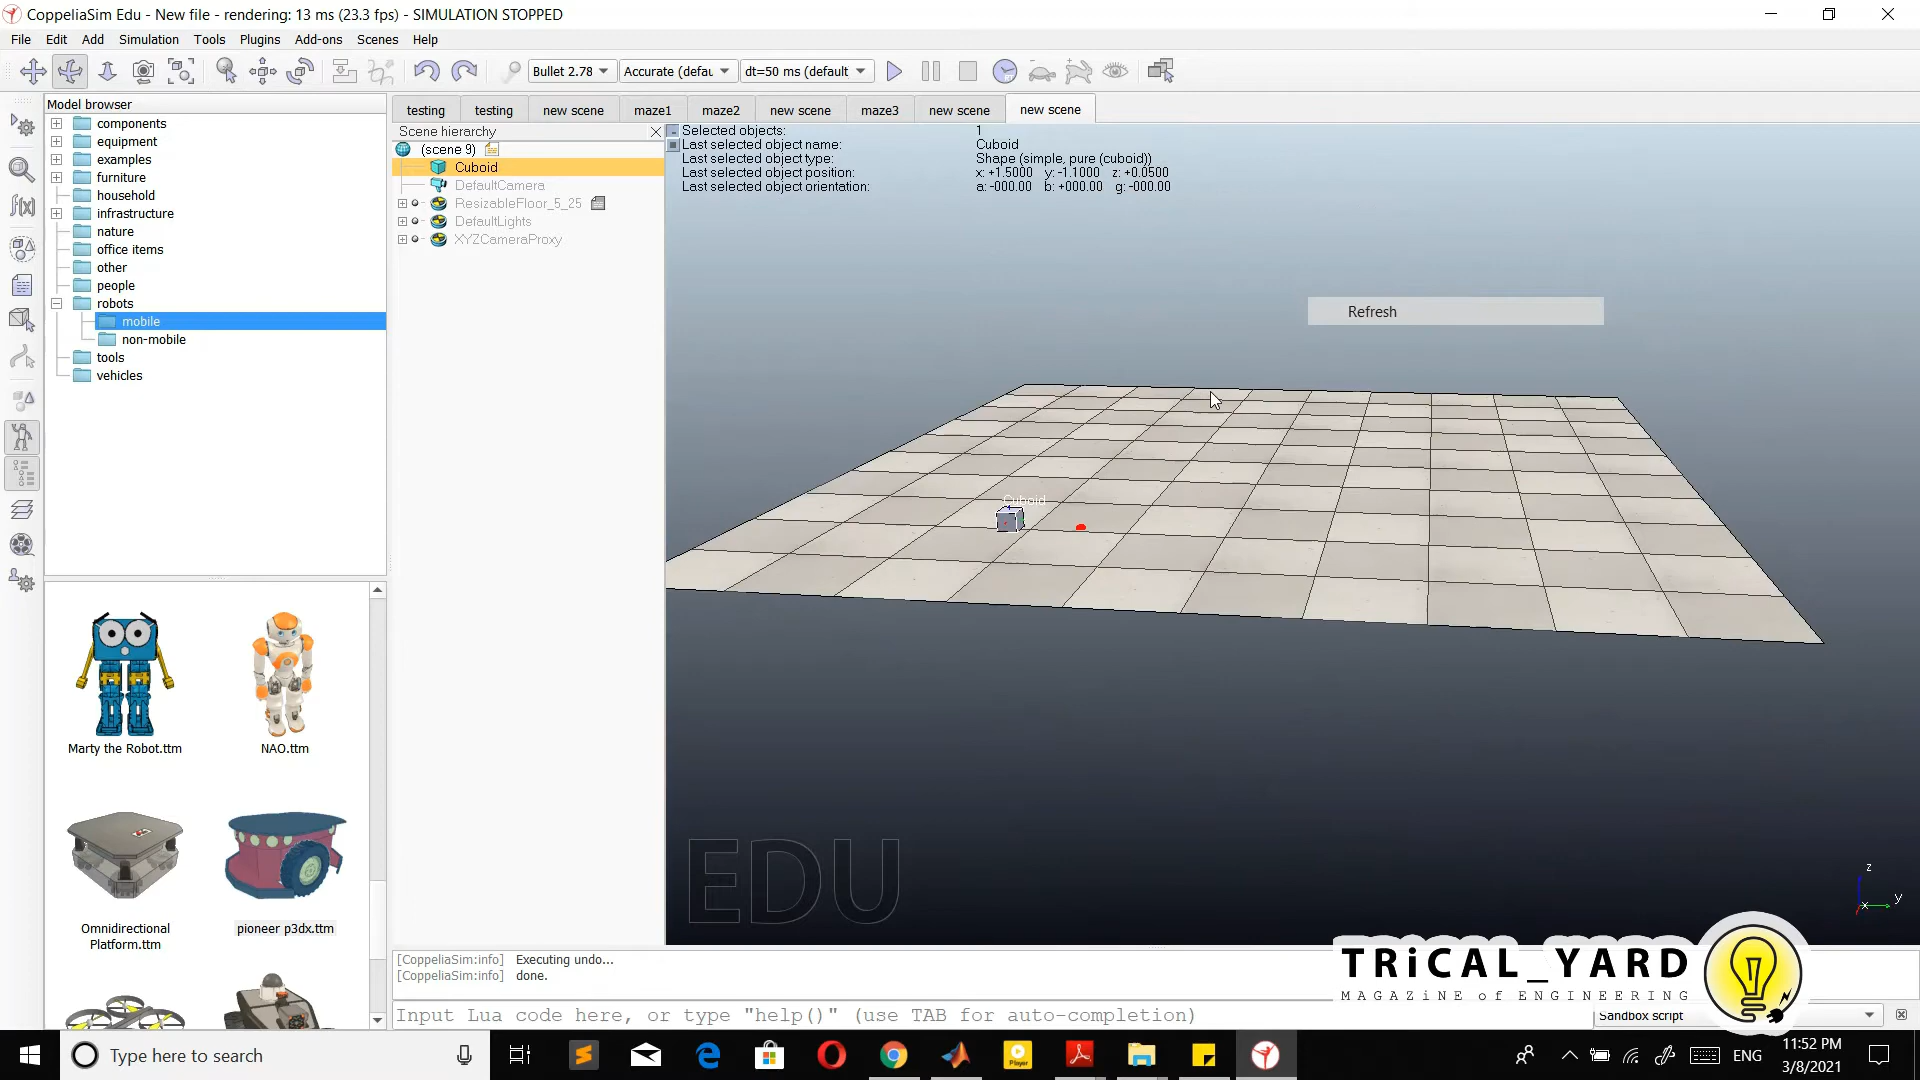 CoppeliaSim Edu - New file - rendering: 13 ms (23.3 fps) - SIMULATION STOPPED
File Edit Add Simulation Tools Plugins Add-ons Scenes Help
Bullet 2.78 Accurate (defau dt=50 ms (default
Model browser
components
equipment
examples
furniture
household
infrastructure
nature
office items
other
people
robots
mobile
non-mobile
tools
vehicles
Marty the Robot.ttm
NAO.ttm
Omnidirectional
Platform.ttm
pioneer p3dx.ttm
testing testing new scene maze1 maze2 new scene maze3 new scene new scene
Scene hierarchy
(scene 9)
Cuboid
DefaultCamera
ResizableFloor_5_25
DefaultLights
XYZCameraProxy
Selected objects: 1
Last selected object name: Cuboid
Last selected object type: Shape (simple, pure (cuboid))
Last selected object position: x: +1.5000 y: -1.1000 z: +0.0500
Last selected object orientation: a: -000.00 b: +000.00 g: -000.00
Refresh
Cuboid
EDU
z
y
x
[CoppeliaSim:info] Executing undo...
[CoppeliaSim:info] done.
Input Lua code here, or type "help()" (use TAB for auto-completion)
Sandbox script
TRiCAL_YARD
MAGAZiNE of ENGINEERING
Type here to search
Player
ENG
11:52 PM
3/8/2021